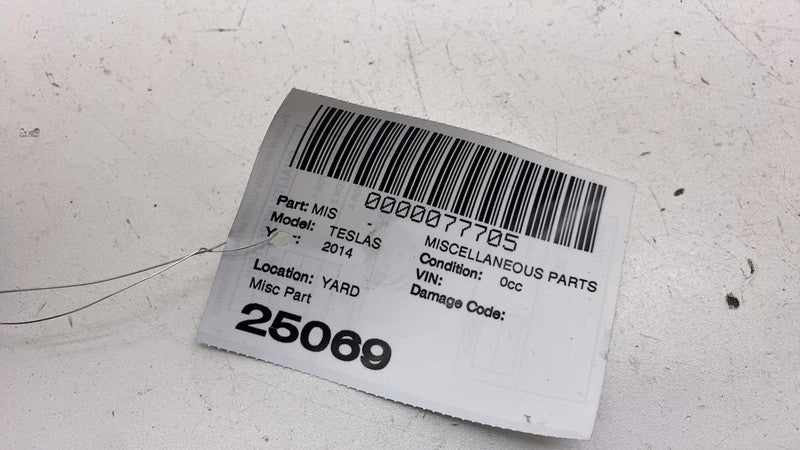 0000077705
Part: MIS - MISCELLANEOUS PARTS
Model: TESLAS Condition: 0cc
2014 VIN:
Damage Code:
Location: YARD
Misc Part
25069